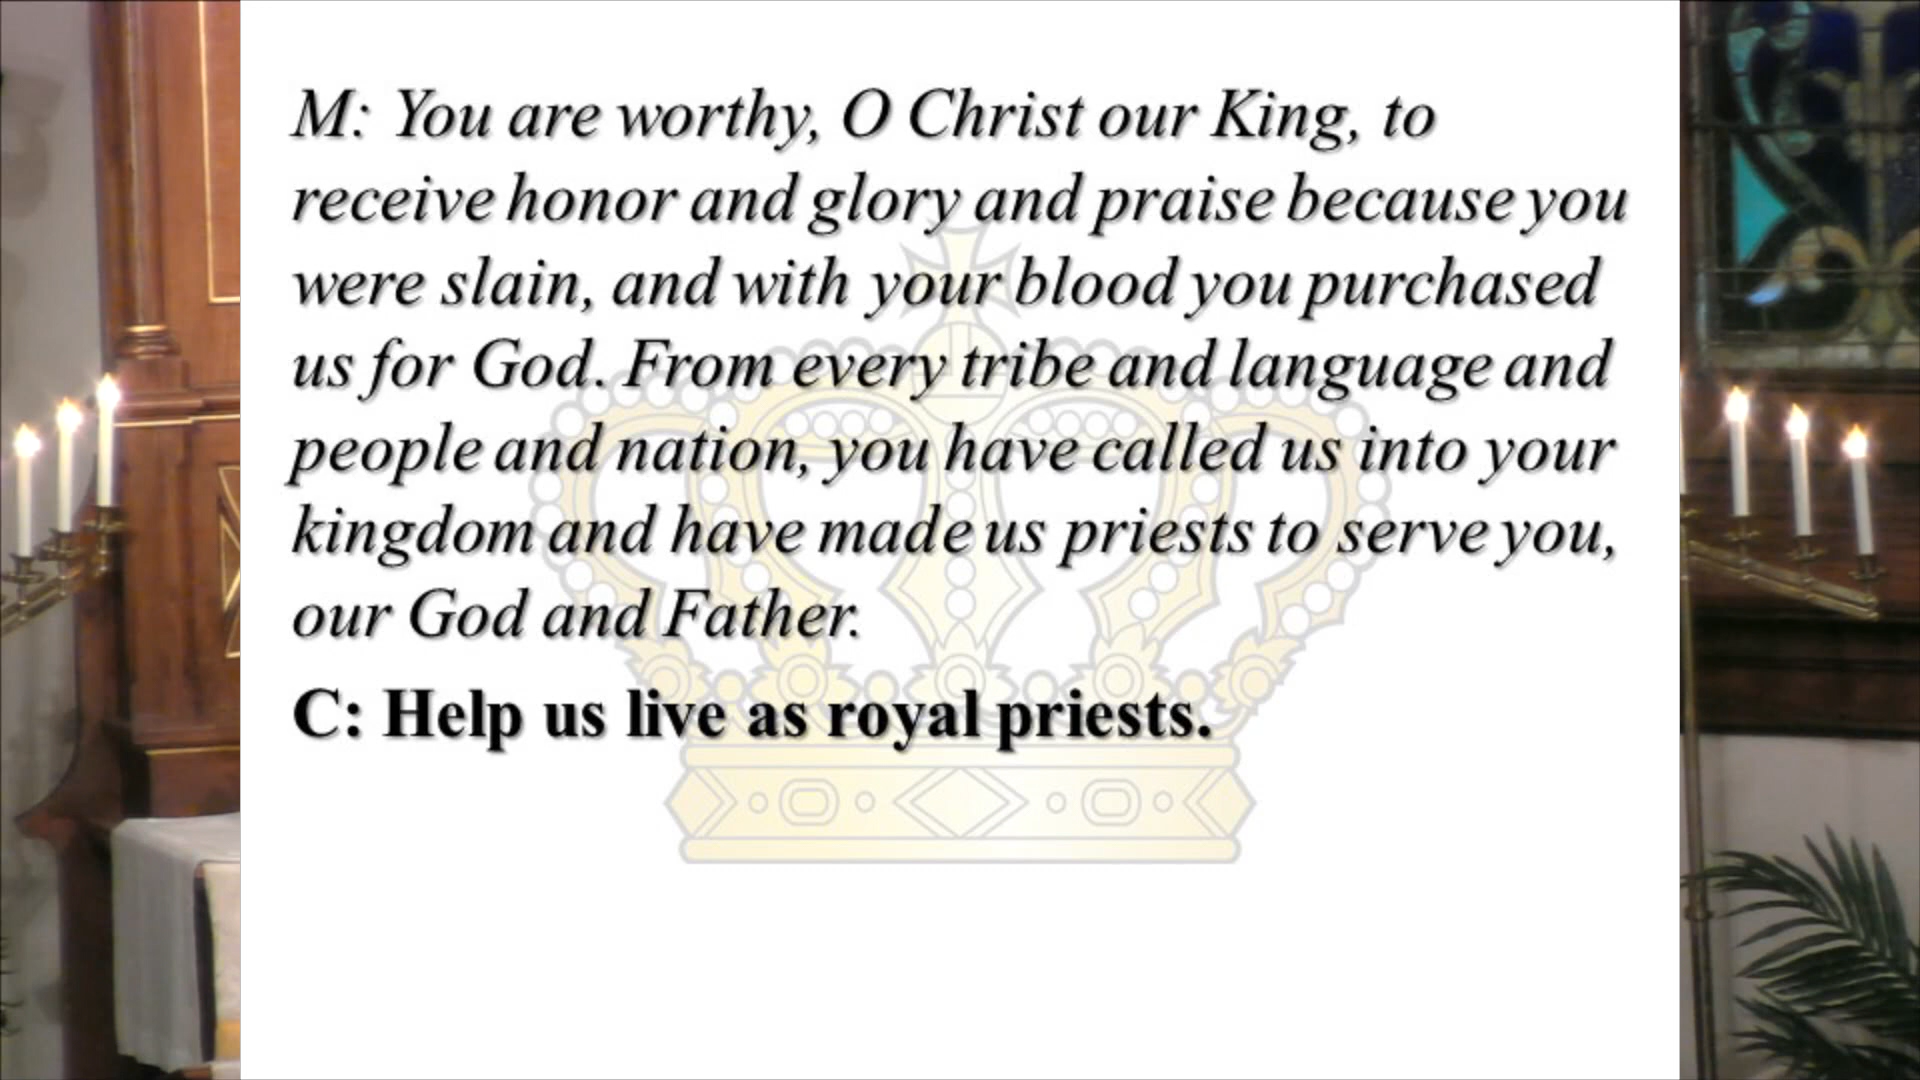 M: You are worthy, O Christ our King, to
receive honor and glory and praise because you
were slain, and with your blood you purchased
us for God. From every tribe and language and
people and nation, you have called us into your
kingdom and have made us priests to serve you,
our God and Father.
C: Help us live as royal priests.